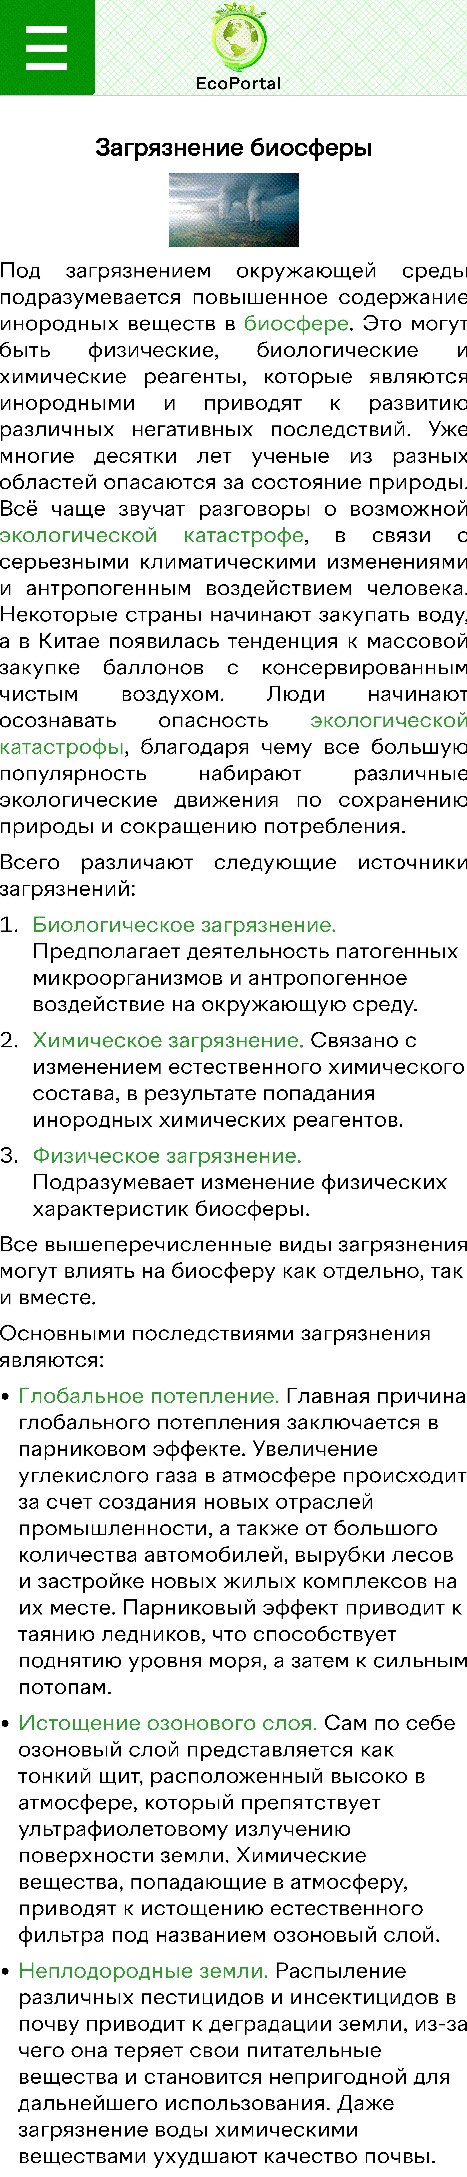 EcoPortal
Загрязнение биосферы
Под загрязнением окружающей среды
подразумевается повышенное содержание
инородных веществ в биосфере. Это могут
быть физические, биологические и
химические реагенты, которые являются
инородными и приводят к развитию
различных негативных последствий. Уже
многие десятки лет ученые из разных
областей опасаются за состояние природы.
Всё чаще звучат разговоры о возможной
экологической катастрофе, в связи с
серьезными климатическими изменениями
и антропогенным воздействием человека.
Некоторые страны начинают закупать воду,
а в Китае появилась тенденция к массовой
закупке баллонов с консервированным
чистым воздухом. Люди начинают
осознавать опасность экологической
катастрофы, благодаря чему все большую
популярность набирают различные
экологические движения по сохранению
природы и сокращению потребления.
Всего различают следующие источники
загрязнений:
1. Биологическое загрязнение.
Предполагает деятельность патогенных
микроорганизмов и антропогенное
воздействие на окружающую среду.
2. Химическое загрязнение. Связано с
изменением естественного химического
состава, в результате попадания
инородных химических реагентов.
3. Физическое загрязнение.
Подразумевает изменение физических
характеристик биосферы.
Все вышеперечисленные виды загрязнения
могут влиять на биосферу как отдельно, так
и вместе.
Основными последствиями загрязнения
являются:
• Глобальное потепление. Главная причина
глобального потепления заключается в
парниковом эффекте. Увеличение
углекислого газа в атмосфере происходит
за счет создания новых отраслей
промышленности, а также от большого
количества автомобилей, вырубки лесов
и застройке новых жилых комплексов на
их месте. Парниковый эффект приводит к
таянию ледников, что способствует
поднятию уровня моря, а затем к сильным
потопам.
• Истощение озонового слоя. Сам по себе
озоновый слой представляется как
тонкий щит, расположенный высоко в
атмосфере, который препятствует
ультрафиолетовому излучению
поверхности земли. Химические
вещества, попадающие в атмосферу,
приводят к истощению естественного
фильтра под названием озоновый слой.
• Неплодородные земли. Распыление
различных пестицидов и инсектицидов в
почву приводит к деградации земли, из-за
чего она теряет свои питательные
вещества и становится непригодной для
дальнейшего использования. Даже
загрязнение воды химическими
веществами ухудшают качество почвы.